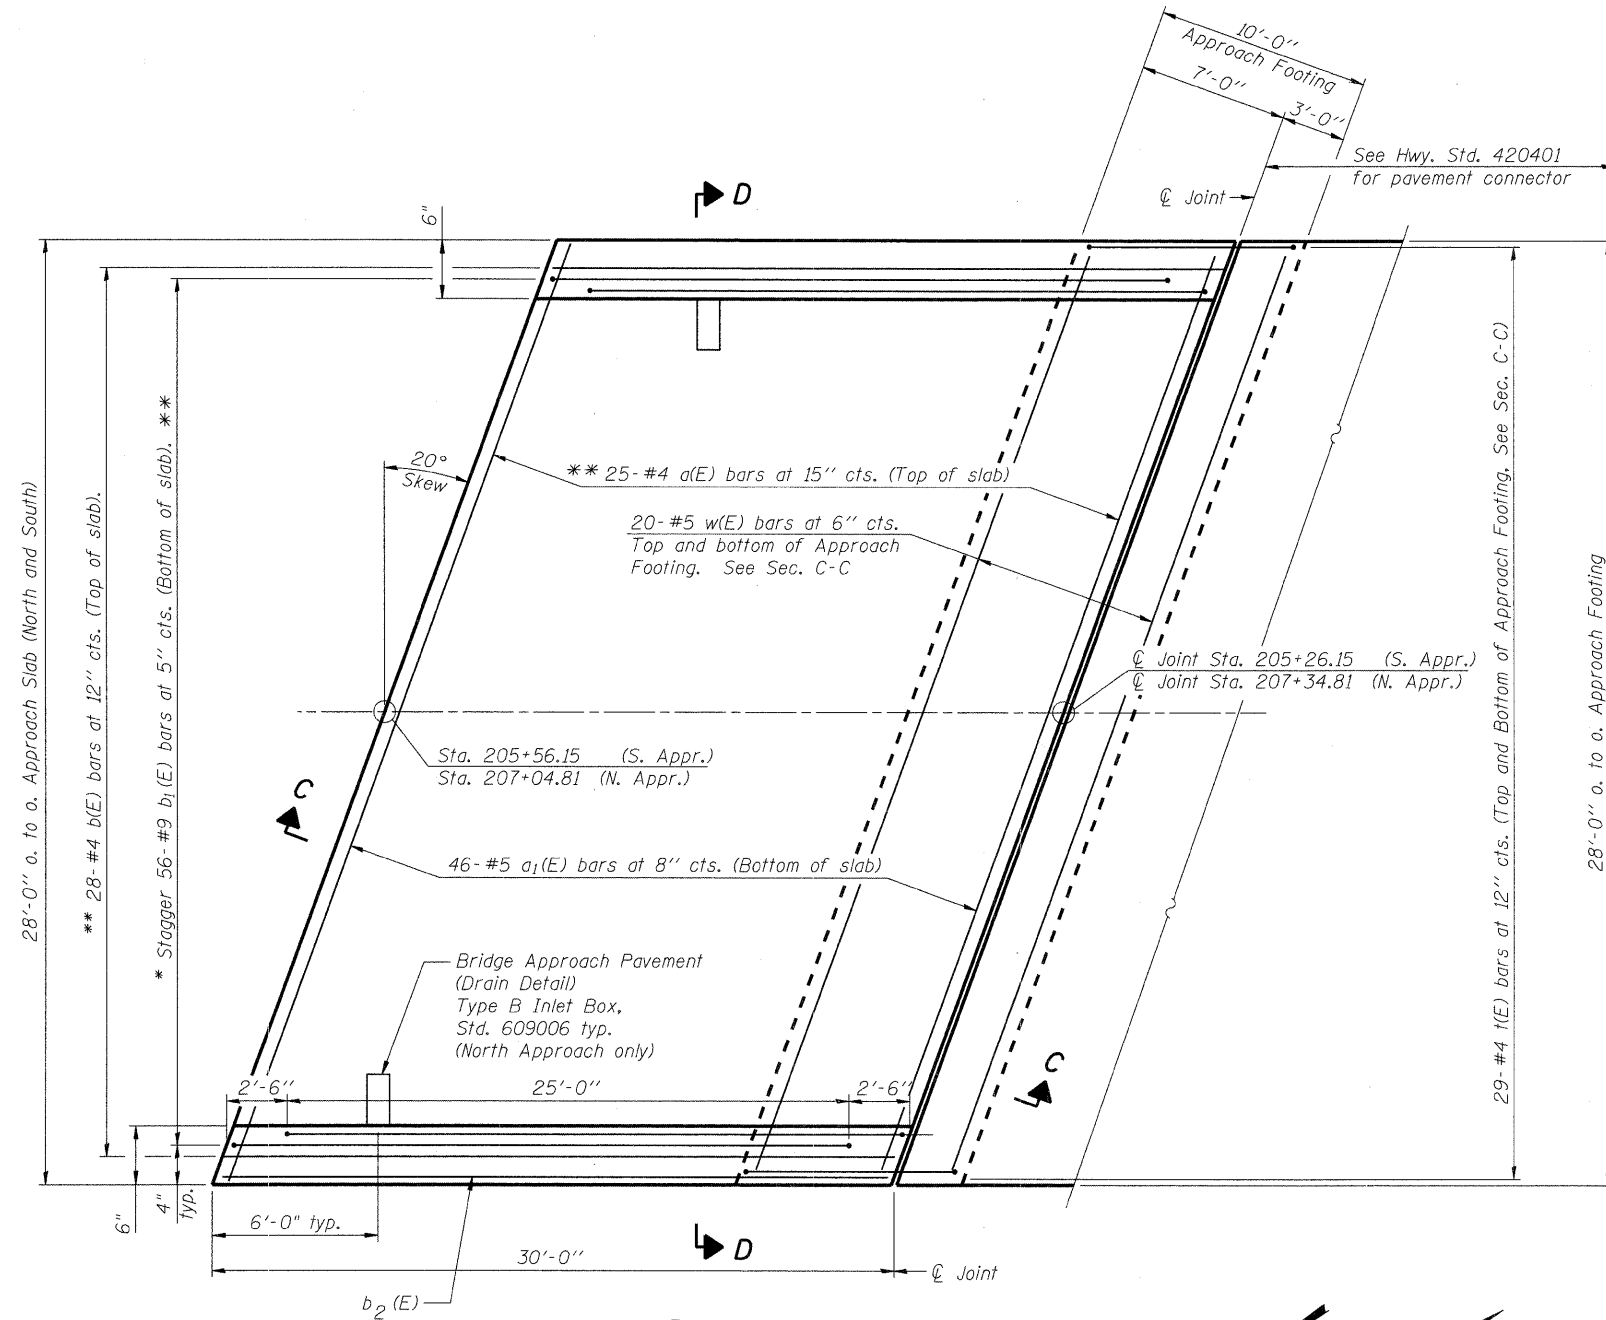 10'-0"
Approach Footing
7'-0"
3'-0"
See Hwy. Std. 420401
for pavement connector
℄ Joint
D
6"
28'-0" o. to o. Approach Slab (North and South)
** 28-#4 b(E) bars at 12" cts. (Top of slab).
* Stagger 56-#9 b1(E) bars at 5" cts. (Bottom of slab). **
20°
Skew
** 25-#4 a(E) bars at 15" cts. (Top of slab)
20-#5 w(E) bars at 6" cts.
Top and bottom of Approach
Footing. See Sec. C-C
29-#4 t(E) bars at 12" cts. (Top and Bottom of Approach Footing, See Sec. C-C)
28'-0" o. to o. Approach Footing
℄ Joint Sta. 205+26.15 (S. Appr.)
℄ Joint Sta. 207+34.81 (N. Appr.)
Sta. 205+56.15 (S. Appr.)
Sta. 207+04.81 (N. Appr.)
C
46-#5 a1(E) bars at 8" cts. (Bottom of slab)
Bridge Approach Pavement
(Drain Detail)
Type B Inlet Box,
Std. 609006 typ.
(North Approach only)
C
2'-6"
25'-0"
2'-6"
6"
4"
typ.
6'-0" typ.
30'-0"
D
℄ Joint
b2(E)